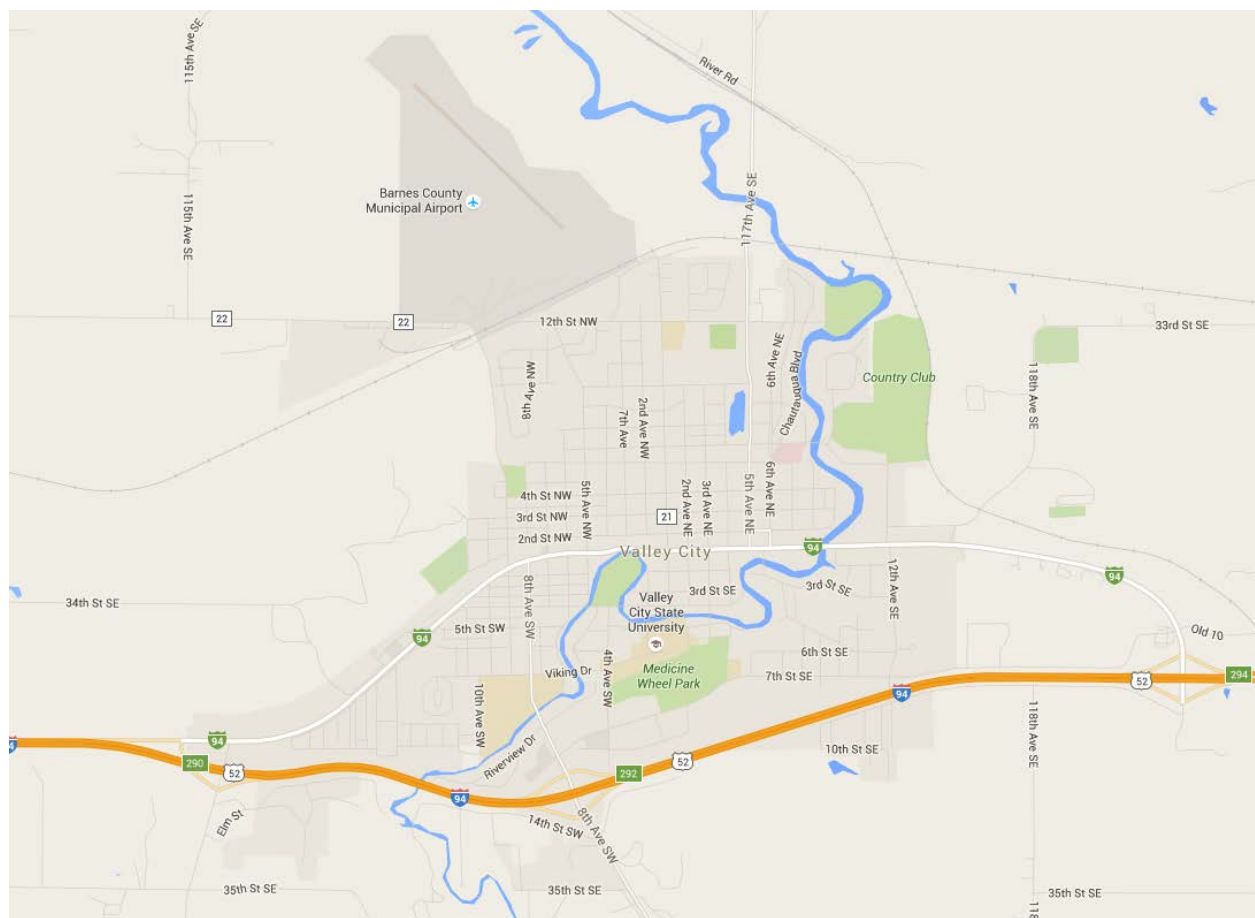 115th Ave SE
River Rd
Barnes County
Municipal Airport
117th Ave SE
115th Ave SE
22
22
12th St NW
33rd St SE
6th Ave NE
Chautauqua Blvd
Country Club
118th Ave SE
8th Ave NW
7th Ave
2nd Ave NW
4th St NW
5th Ave NW
2nd Ave NE
3rd Ave NE
5th Ave NE
6th Ave NE
3rd St NW
21
2nd St NW
Valley City
94
94
34th St SE
8th Ave SW
3rd St SE
3rd St SE
12th Ave SE
Valley
City State
University
5th St SW
94
Old 10
6th St SE
Viking Dr
4th Ave SW
Medicine
Wheel Park
7th St SE
294
52
10th Ave SW
94
118th Ave SE
94
4
290
52
Riverview Dr
292
52
10th St SE
94
Elm St
14th St SW
8th Ave SW
35th St SE
35th St SE
35th St SE
118